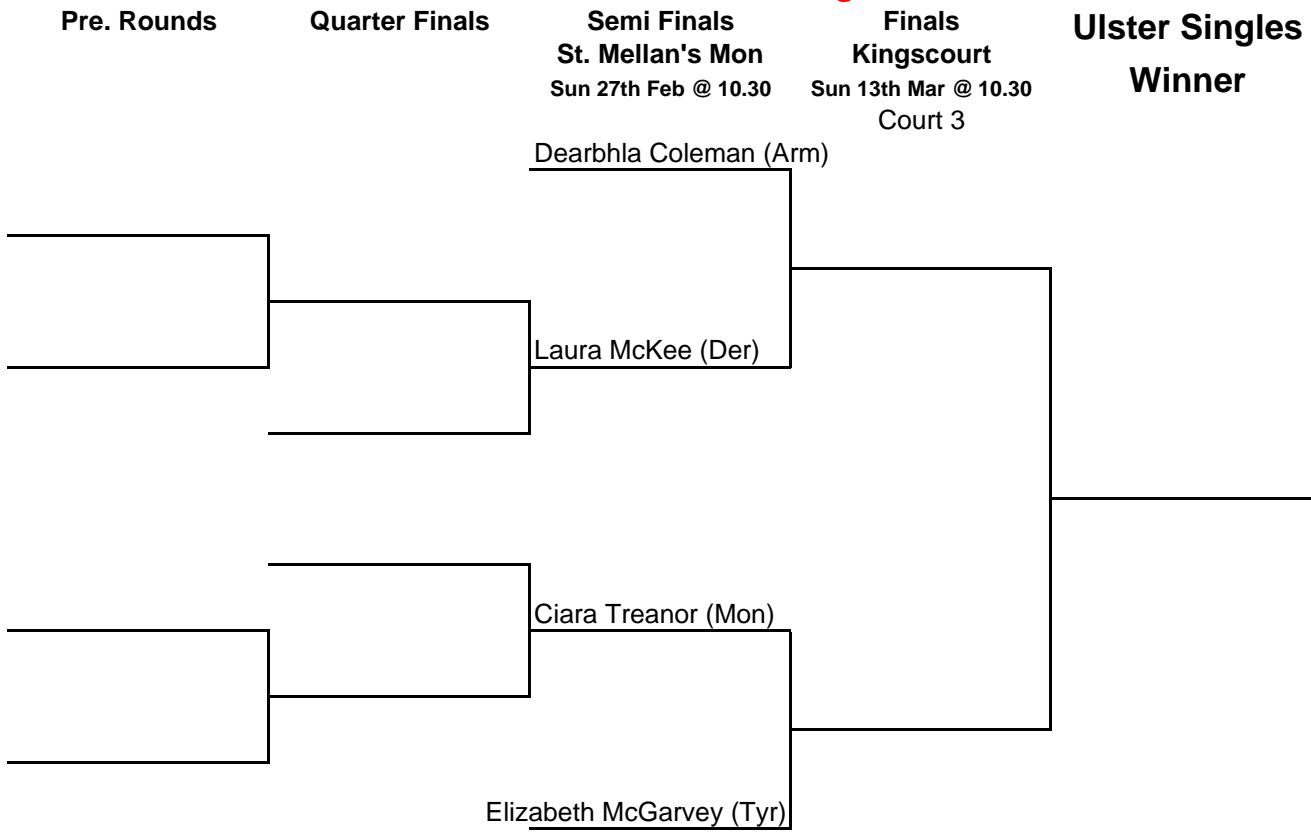 Pre. Rounds
Quarter Finals
Semi Finals
St. Mellan's Mon
Sun 27th Feb @ 10.30
Finals
Kingscourt
Sun 13th Mar @ 10.30
Court 3
Ulster Singles
Winner
Dearbhla Coleman (Arm)
Laura McKee (Der)
Ciara Treanor (Mon)
Elizabeth McGarvey (Tyr)